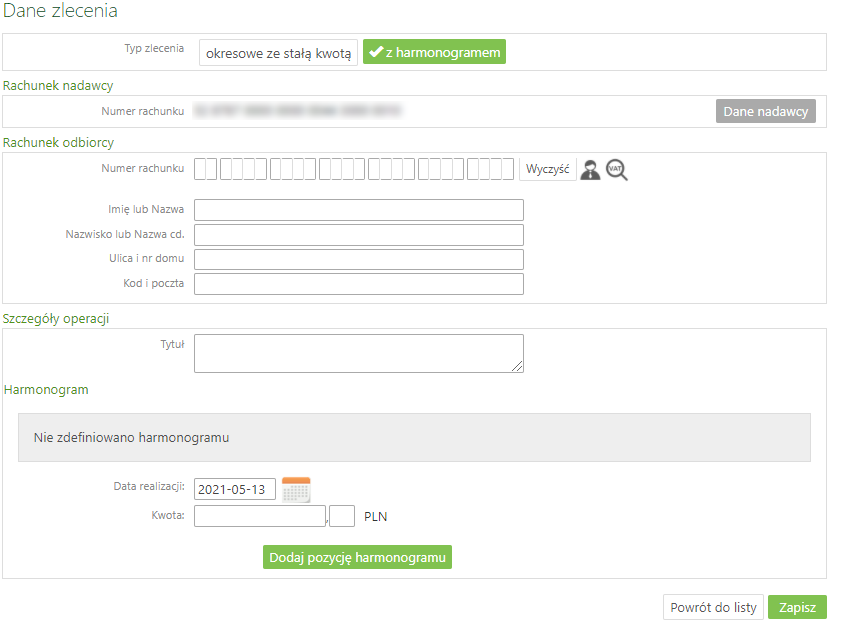 Dane zlecenia
Typ zlecenia okresowe ze stałą kwotą z harmonogramem
Rachunek nadawcy
Numer rachunku Dane nadawcy
Rachunek odbiorcy
Numer rachunku Wyczyść VAT
Imię lub Nazwa
Nazwisko lub Nazwa cd.
Ulica i nr domu
Kod i poczta
Szczegóły operacji
Tytuł
Harmonogram
Nie zdefiniowano harmonogramu
Data realizacji: 2021-05-13
Kwota: , PLN
Dodaj pozycję harmonogramu
Powrót do listy Zapisz